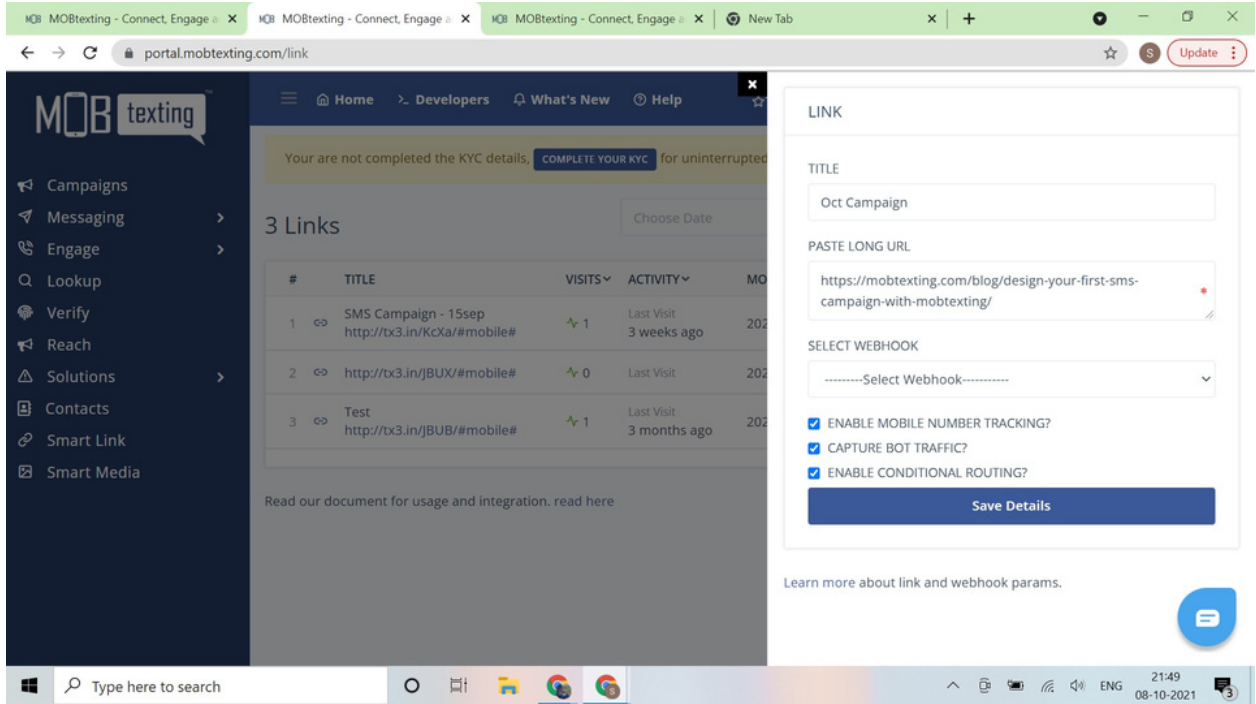 MOBtexting - Connect, Engage a
MOBtexting - Connect, Engage a
MOBtexting - Connect, Engage a
New Tab
portal.mobtexting.com/link
S
Update
MOB texting
Home
Developers
What's New
Help
Your are not completed the KYC details, COMPLETE YOUR KYC for uninterrupted
Campaigns
Messaging
Engage
Lookup
Verify
Reach
Solutions
Contacts
Smart Link
Smart Media
3 Links
Choose Date
# TITLE VISITS ACTIVITY MO
1 SMS Campaign - 15sep 1 Last Visit 202
http://tx3.in/KcXa/#mobile# 3 weeks ago
2 http://tx3.in/JBUX/#mobile# 0 Last Visit 202
3 Test 1 Last Visit 202
http://tx3.in/JBUB/#mobile# 3 months ago
Read our document for usage and integration. read here
LINK
TITLE
Oct Campaign
PASTE LONG URL
https://mobtexting.com/blog/design-your-first-sms-
campaign-with-mobtexting/
*
SELECT WEBHOOK
---------Select Webhook-----------
ENABLE MOBILE NUMBER TRACKING?
CAPTURE BOT TRAFFIC?
ENABLE CONDITIONAL ROUTING?
Save Details
Learn more about link and webhook params.
Type here to search
ENG
21:49
08-10-2021
3